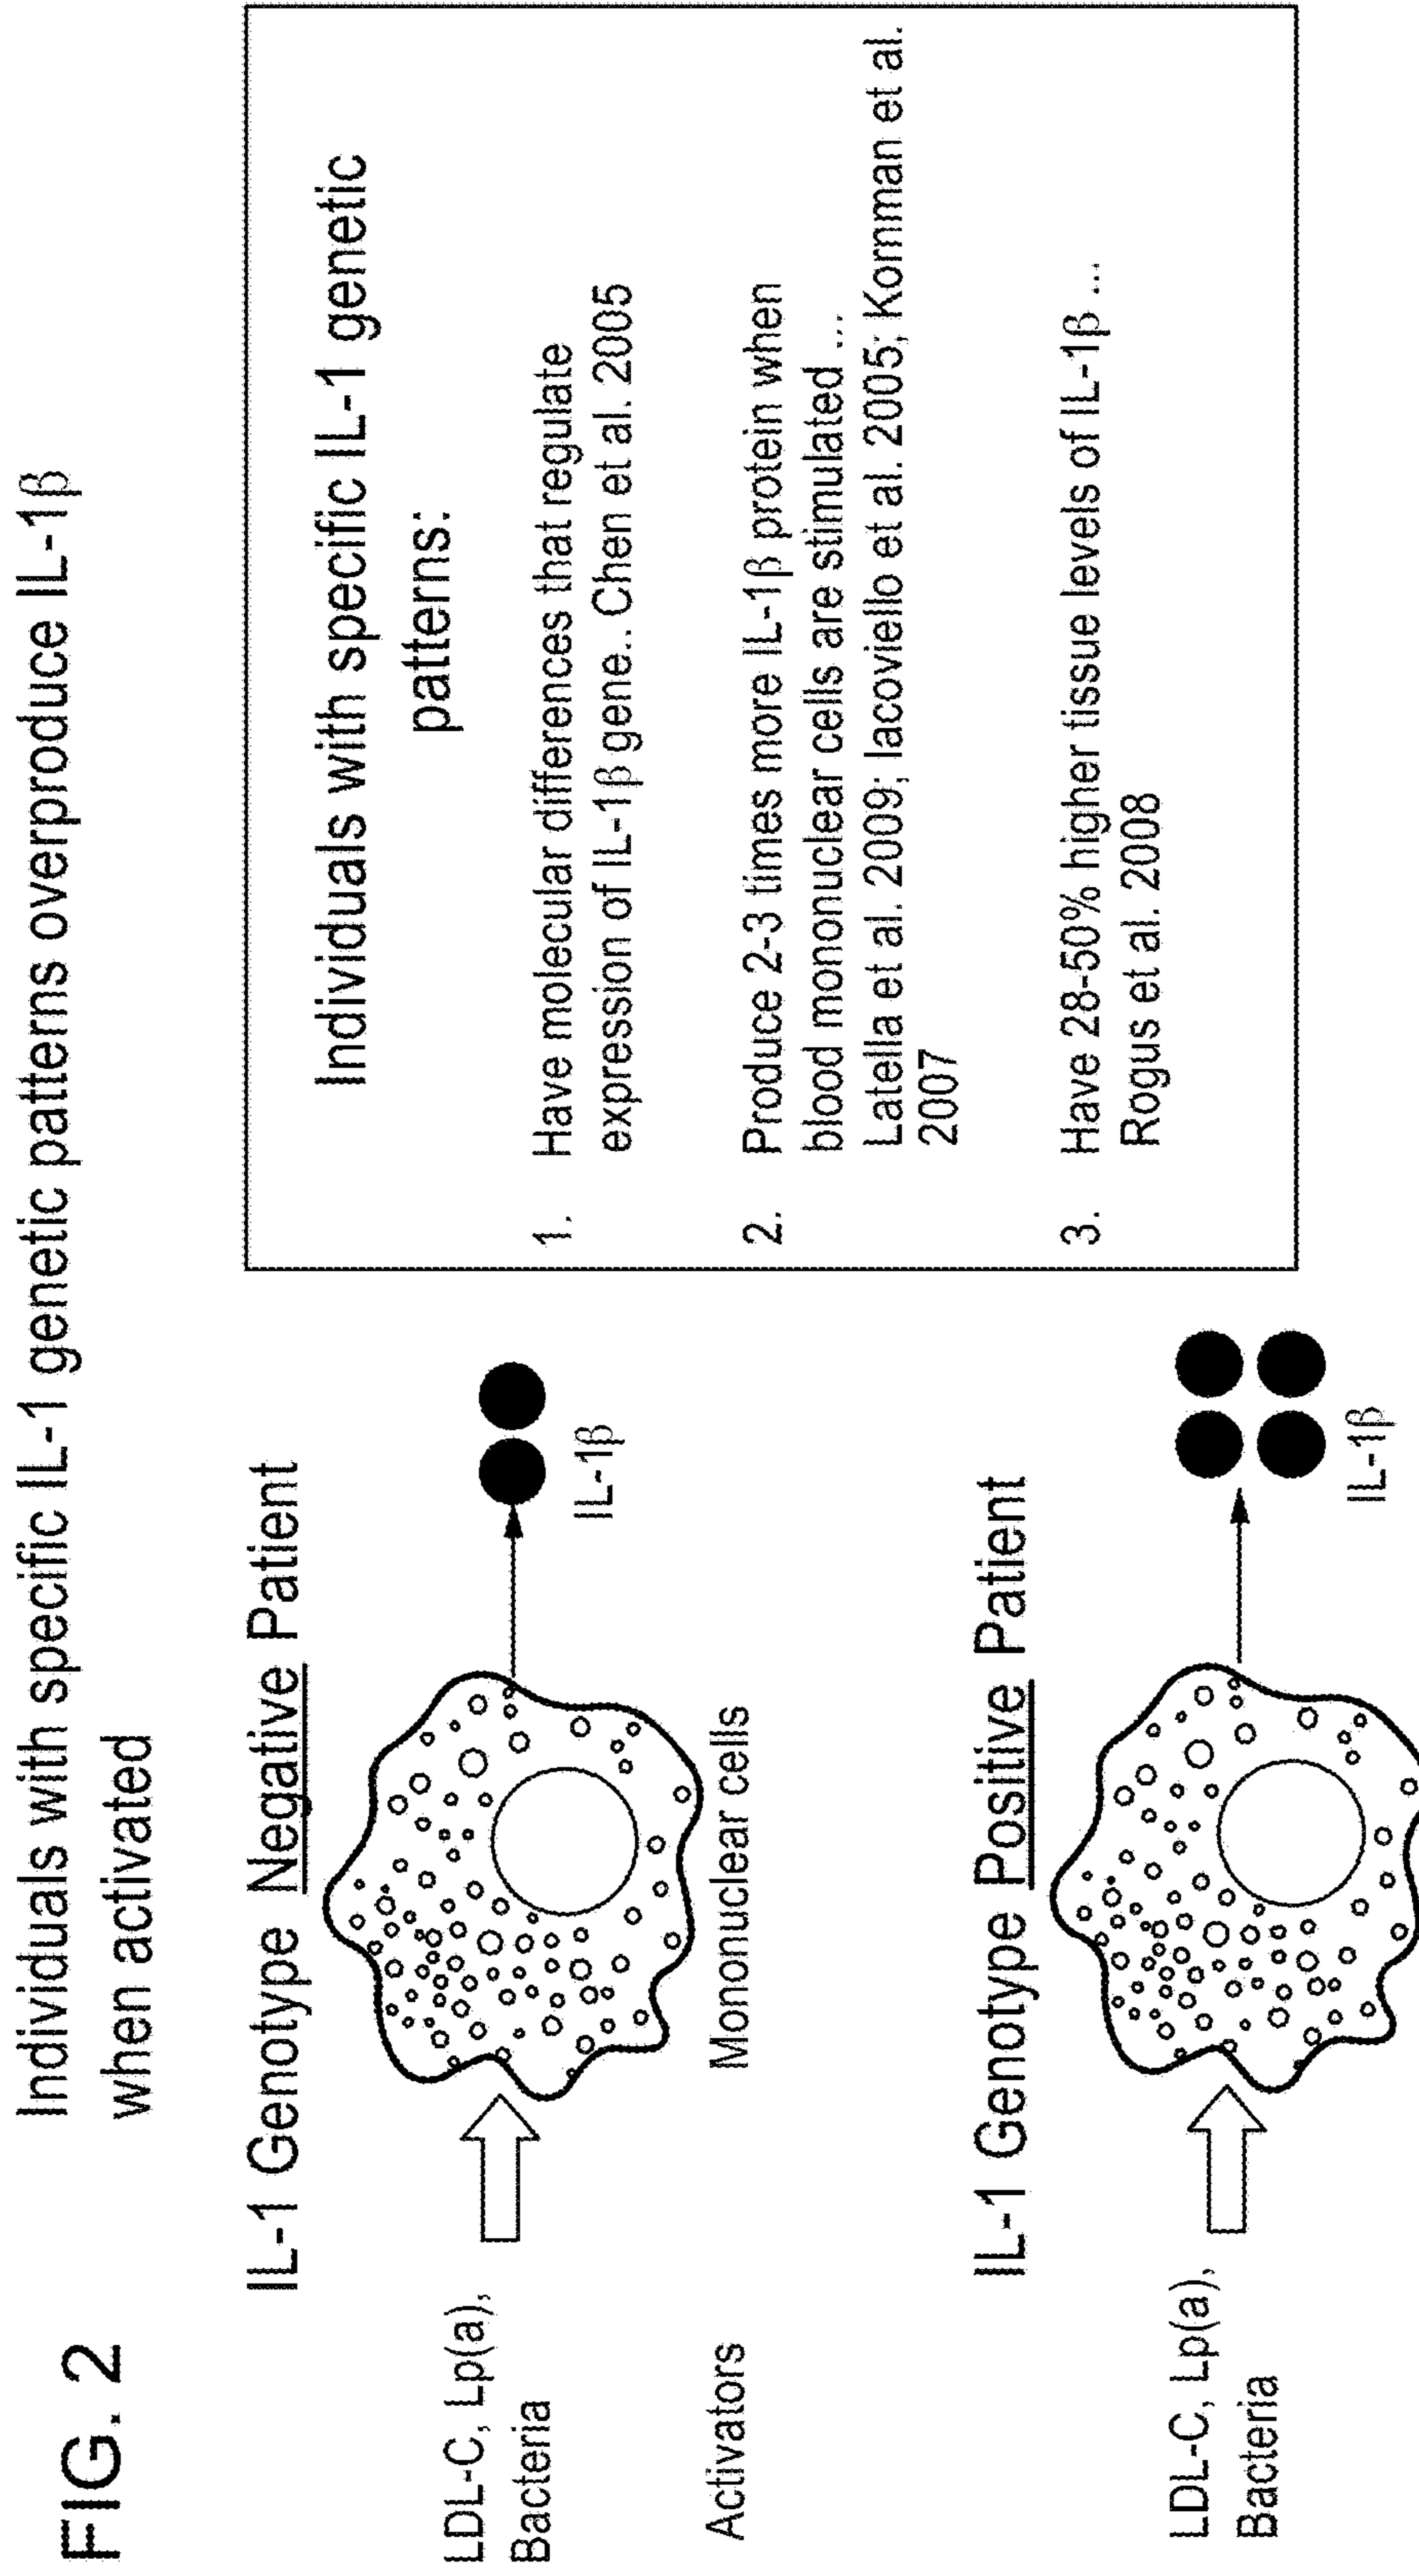 FIG. 2
Individuals with specific IL-1 genetic patterns overproduce IL-1β
when activated
IL-1 Genotype Negative Patient
LDL-C, Lp(a),
Bacteria
IL-1β
Activators
Mononuclear cells
IL-1 Genotype Positive Patient
LDL-C, Lp(a),
Bacteria
IL-1β
Individuals with specific IL-1 genetic
patterns:
1. Have molecular differences that regulate
expression of IL-1β gene.. Chen et al. 2005
2. Produce 2-3 times more IL-1β protein when
blood mononuclear cells are stimulated ...
Latella et al. 2009; Iacoviello et al. 2005; Kornman et al.
2007
3. Have 28-50% higher tissue levels of IL-1β ...
Rogus et al. 2008